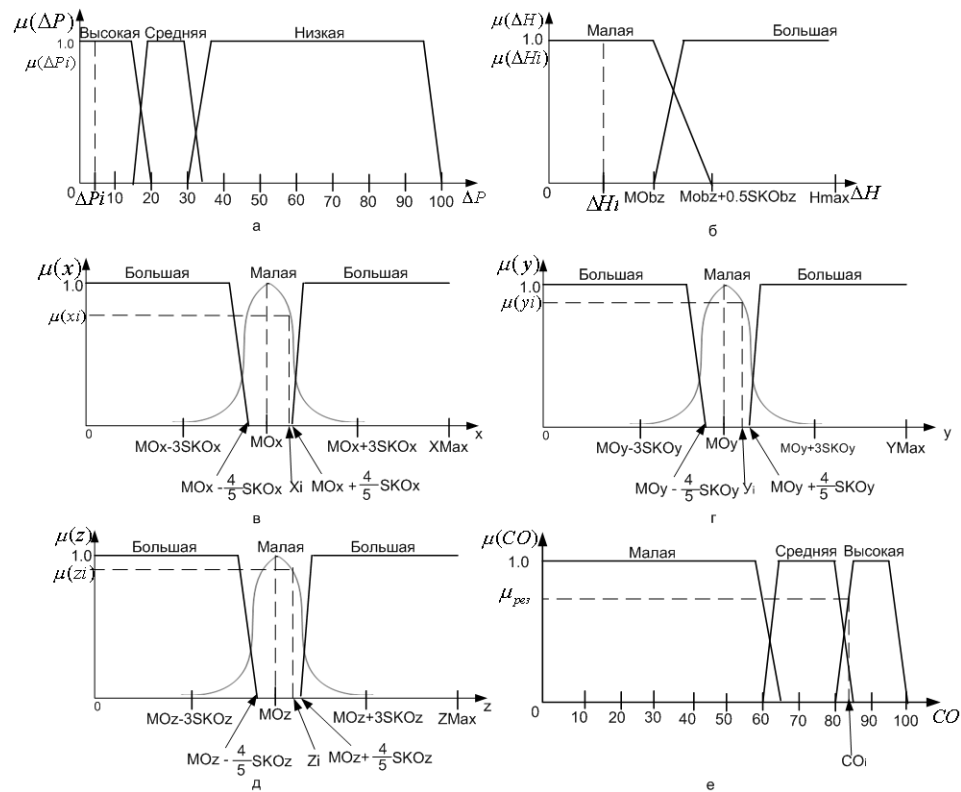 μ(ΔP)
Высокая Средняя Низкая
1.0
μ(ΔPi)
0
ΔPi 10 20 30 40 50 60 70 80 90 100 ΔP
а
μ(ΔH)
Малая Большая
1.0
μ(ΔHi)
0
ΔHi MObz Mobz+0.5SKObz Hmax ΔH
б
μ(x)
Большая Малая Большая
1.0
μ(xi)
0
MOx-3SKOx MOx MOx+3SKOx XMax x
MOx - 4/5 SKOx Xi MOx + 4/5 SKOx
в
μ(y)
Большая Малая Большая
1.0
μ(yi)
0
MOy-3SKOy MOy MOy+3SKOy YMax y
MOy - 4/5 SKOy Уi MOy + 4/5 SKOy
г
μ(z)
Большая Малая Большая
1.0
μ(zi)
0
MOz-3SKOz MOz MOz+3SKOz ZMax z
MOz - 4/5 SKOz Zi MOz+ 4/5 SKOz
д
μ(CO)
Малая Средняя Высокая
1.0
μрез
0
10 20 30 40 50 60 70 80 90 100 CO
COi
е